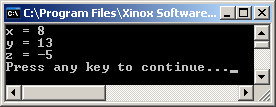 C:\Program Files\Xinox Software...
x = 8
y = 13
z = -5
Press any key to continue..._